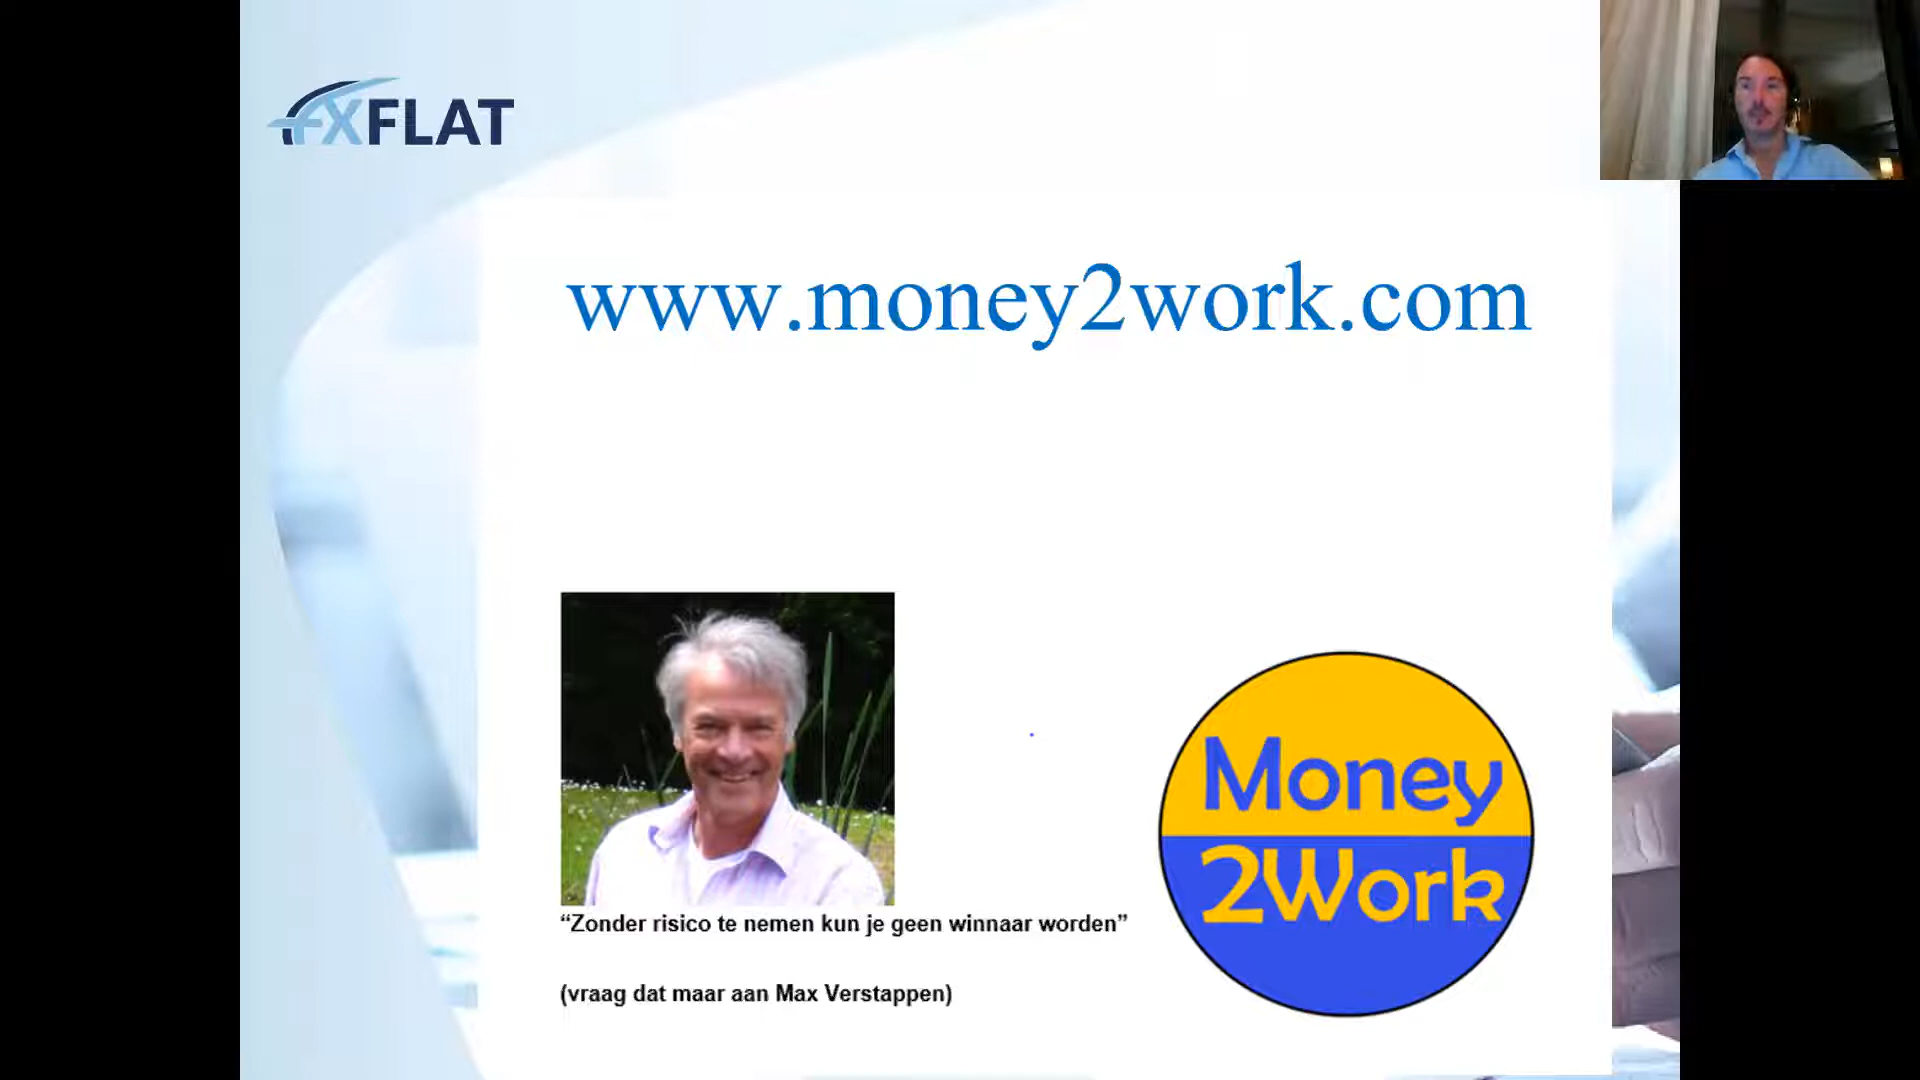 FXFLAT
www.money2work.com
Money
2Work
“Zonder risico te nemen kun je geen winnaar worden”
(vraag dat maar aan Max Verstappen)